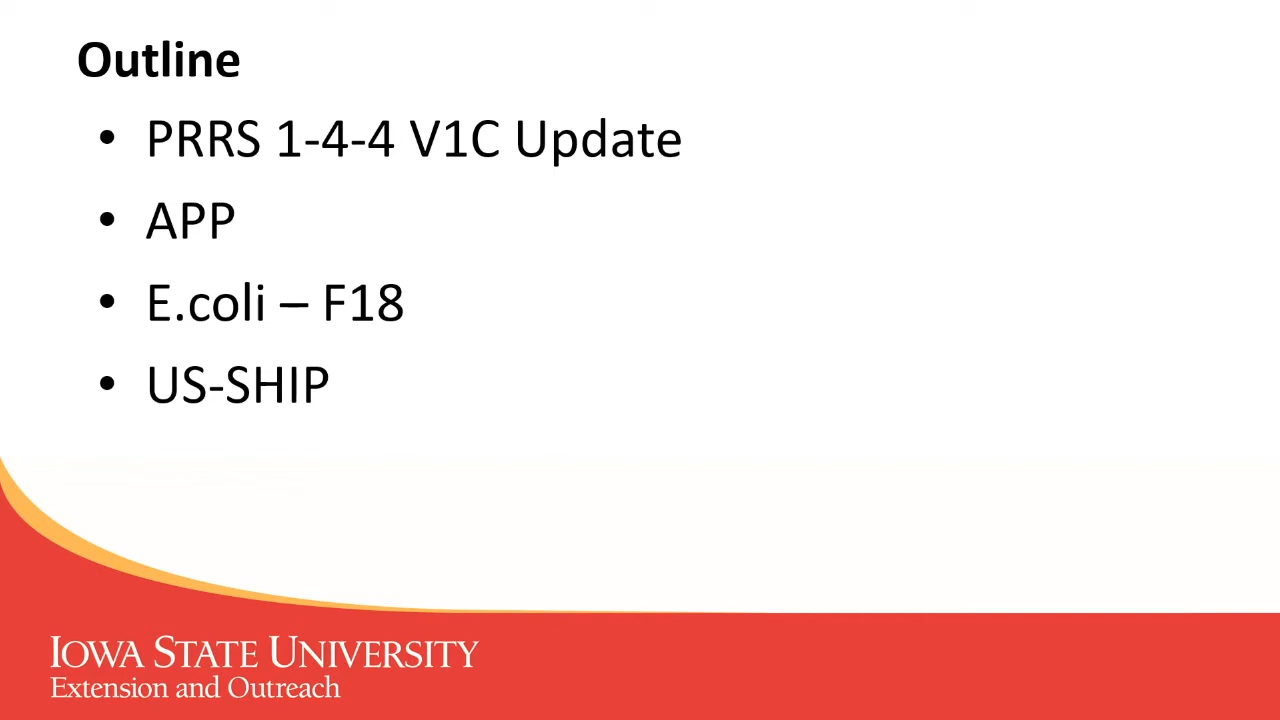 Outline
• PRRS 1-4-4 V1C Update
• APP
• E.coli – F18
• US-SHIP
IOWA STATE UNIVERSITY
Extension and Outreach